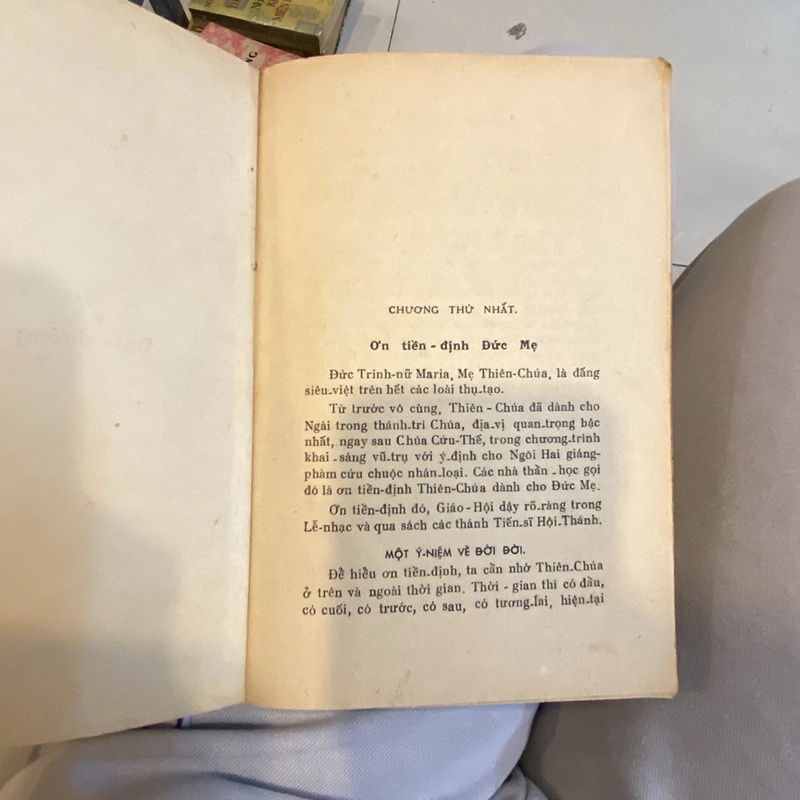 CHƯƠNG THỨ NHẤT.
Ơn tiền-định Đức Mẹ
Đức Trinh-nữ Maria, Mẹ Thiên-Chúa, là đấng
siêu-việt trên hết các loài thụ-tạo.
Từ trước vô cùng, Thiên-Chúa đã dành cho
Ngài trong thánh-trí Chúa, địa-vị quan-trọng bậc
nhất, ngay sau Chúa Cứu-Thế, trong chương-trình
khai-sáng vũ-trụ với ý-định cho Ngôi Hai giáng-
phàm cứu chuộc nhân-loại. Các nhà thần-học gọi
đó là ơn tiền-định Thiên-Chúa dành cho Đức Mẹ.
Ơn tiền-định đó, Giáo-Hội dậy rõ-ràng trong
Lễ-nhạc và qua sách các thánh Tiến-sĩ Hội-Thánh.
MỘT Ý-NIỆM VỀ ĐỜI ĐỜI.
Để hiểu ơn tiền-định, ta cần nhớ Thiên-Chúa
ở trên và ngoài thời gian. Thời-gian thì có đầu,
có cuối, có trước, có sau, có tương-lai, hiện-tại